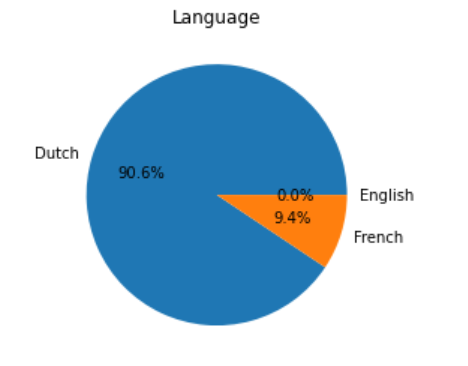 Language
Dutch
90.6%
0.0%
English
9.4%
French